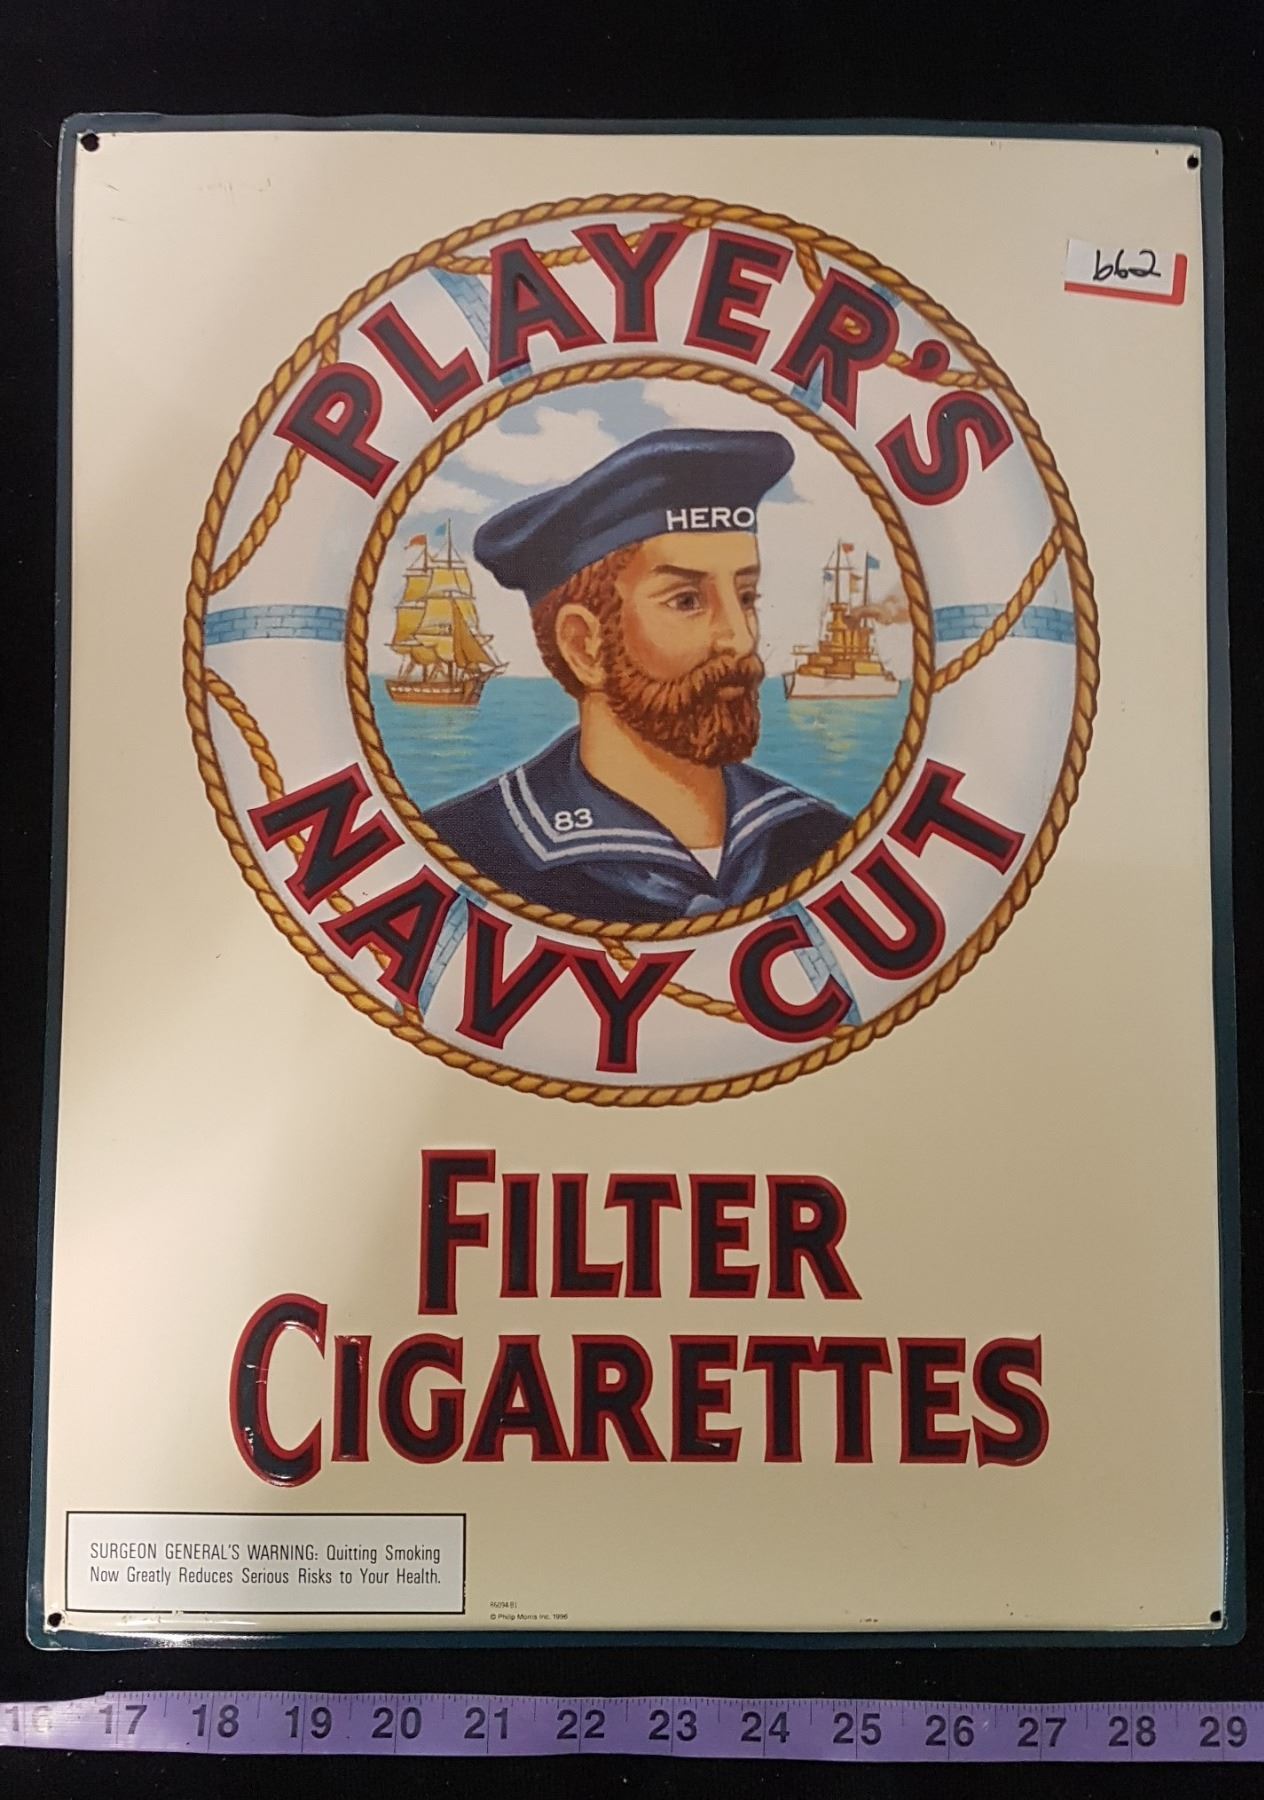 PLAYER'S
662
HERO
83
NAVY CUT
FILTER
CIGARETTES
SURGEON GENERAL'S WARNING: Quitting Smoking
Now Greatly Reduces Serious Risks to Your Health.
© Philip Morris Inc. 1996
16 17 18 19 20 21 22 23 24 25 26 27 28 29